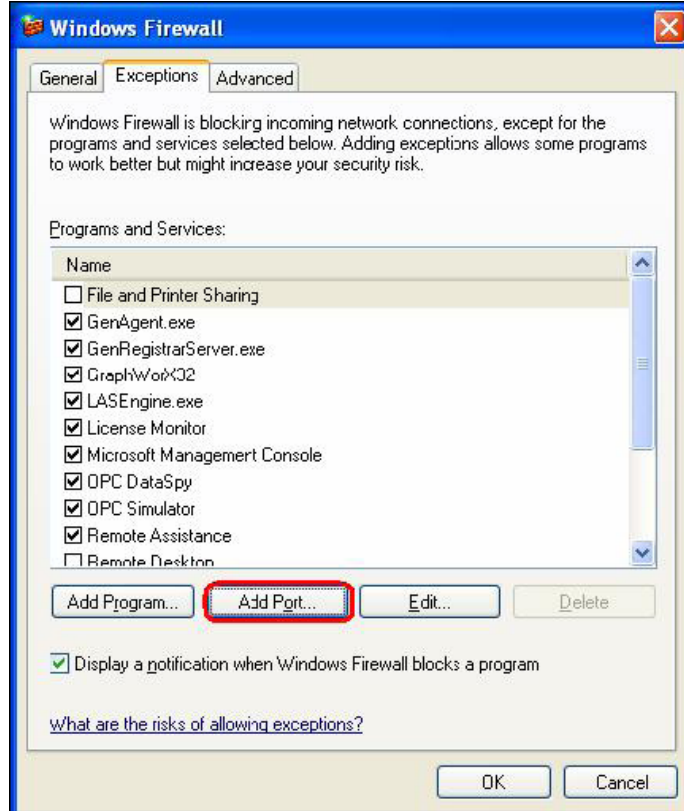 Windows Firewall
General Exceptions Advanced
Windows Firewall is blocking incoming network connections, except for the
programs and services selected below. Adding exceptions allows some programs
to work better but might increase your security risk.
Programs and Services:
Name
File and Printer Sharing
GenAgent.exe
GenRegistrarServer.exe
GraphWorX32
LASEngine.exe
License Monitor
Microsoft Management Console
OPC DataSpy
OPC Simulator
Remote Assistance
Remote Desktop
Add Program... Add Port... Edit... Delete
Display a notification when Windows Firewall blocks a program
What are the risks of allowing exceptions?
OK Cancel